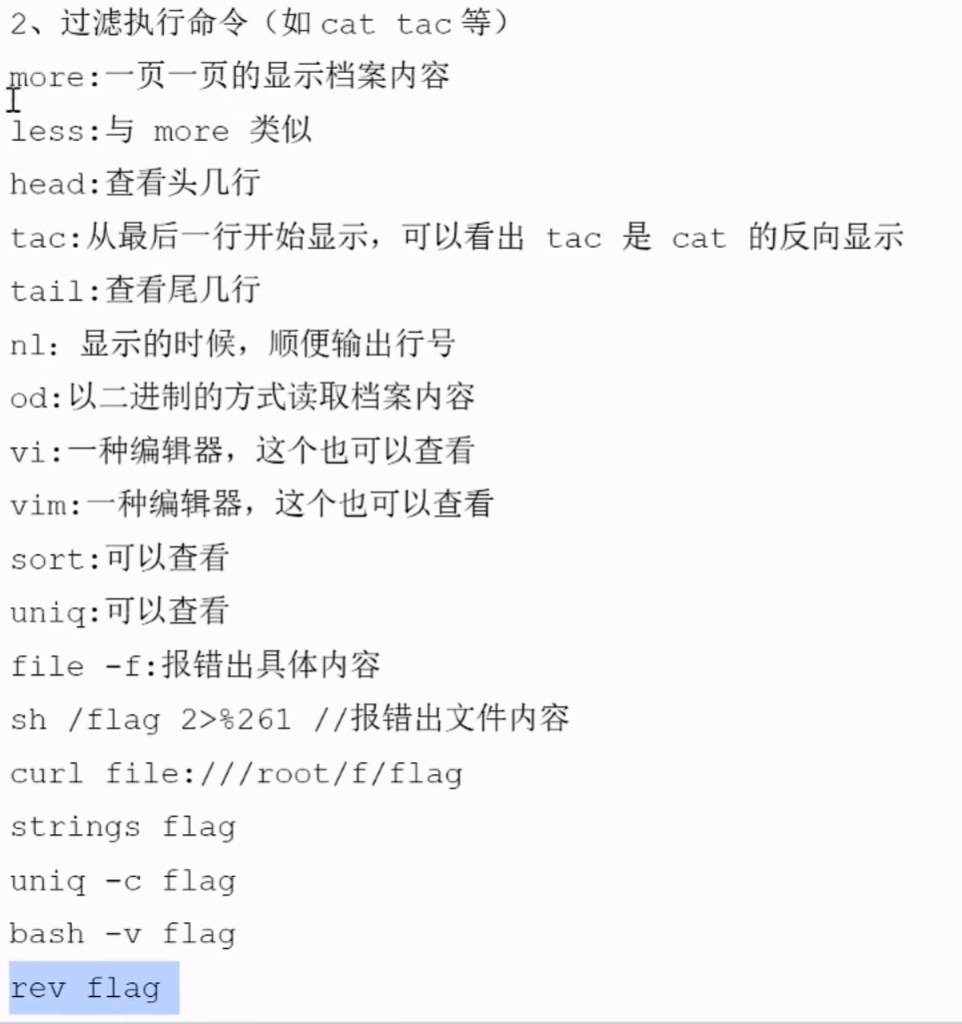 2、过滤执行命令（如 cat tac 等）
more:一页一页的显示档案内容
less:与 more 类似
head:查看头几行
tac:从最后一行开始显示，可以看出 tac 是 cat 的反向显示
tail:查看尾几行
nl: 显示的时候，顺便输出行号
od:以二进制的方式读取档案内容
vi:一种编辑器，这个也可以查看
vim:一种编辑器，这个也可以查看
sort:可以查看
uniq:可以查看
file -f:报错出具体内容
sh /flag 2>%261 //报错出文件内容
curl file:///root/f/flag
strings flag
uniq -c flag
bash -v flag
rev flag